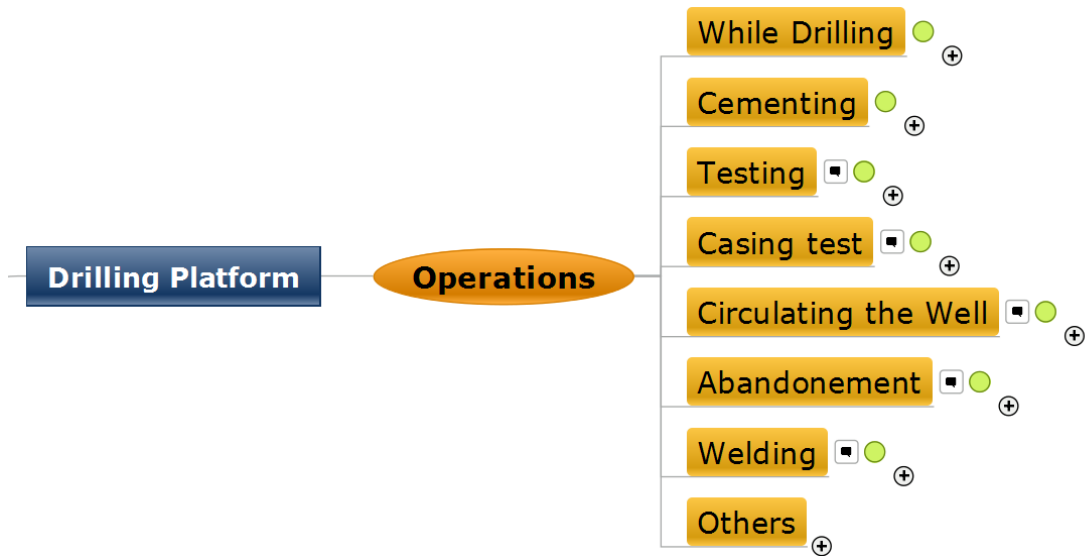 Drilling Platform
Operations
While Drilling
Cementing
Testing
Casing test
Circulating the Well
Abandonement
Welding
Others